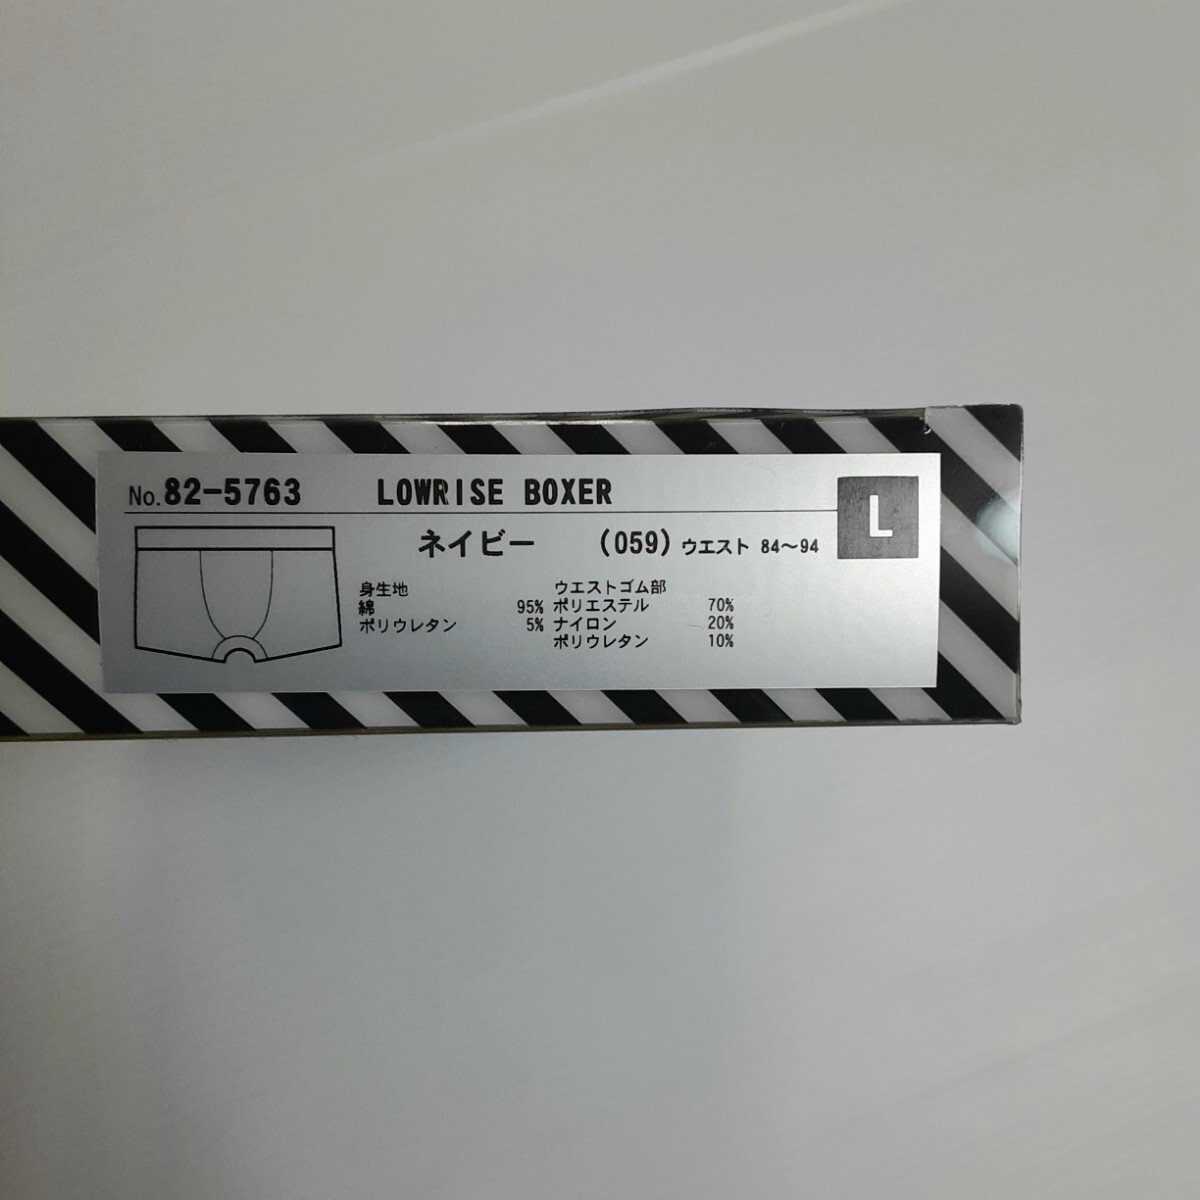 No.82-5763 LOWRISE BOXER
L
ネイビー (059) ウエスト 84～94
身生地 ウエストゴム部
綿 95% ポリエステル 70%
ポリウレタン 5% ナイロン 20%
ポリウレタン 10%